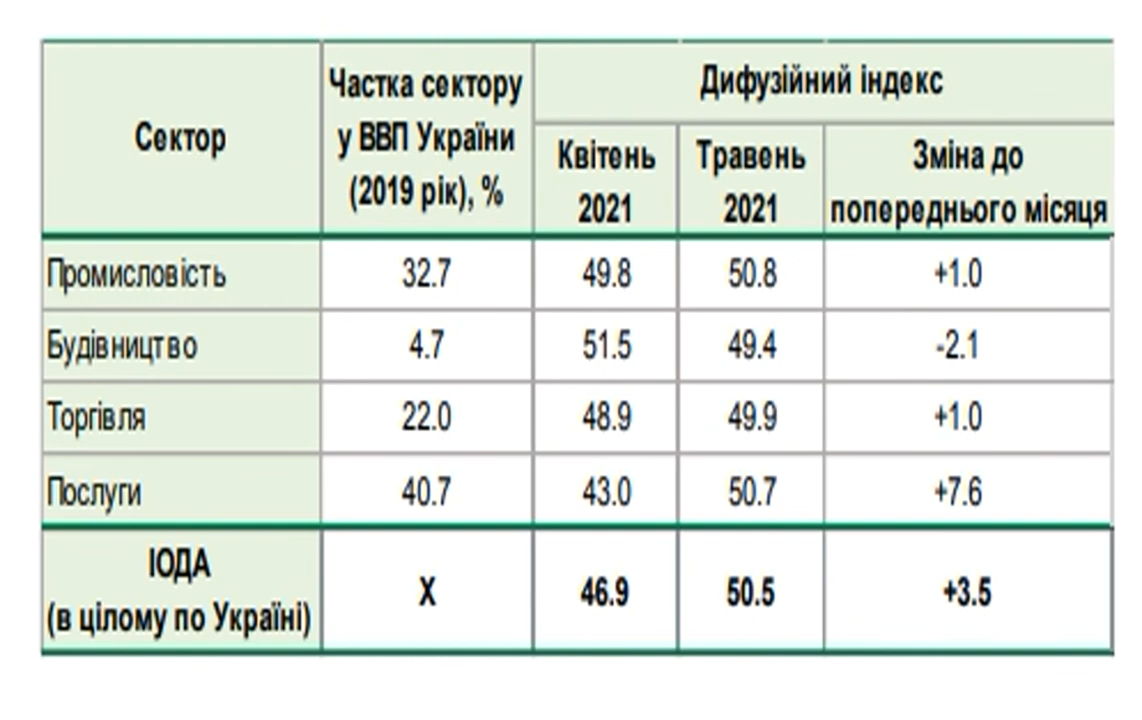 Сектор
Частка сектору
у ВВП України
(2019 рік), %
Дифузійний індекс
Квітень
2021
Травень
2021
Зміна до
попереднього місяця
Промисловість 32.7 49.8 50.8 +1.0
Будівництво 4.7 51.5 49.4 -2.1
Торгівля 22.0 48.9 49.9 +1.0
Послуги 40.7 43.0 50.7 +7.6
ІОДА
(в цілому по Україні)
X 46.9 50.5 +3.5